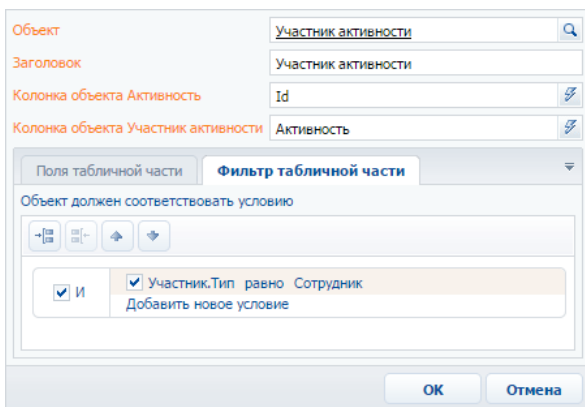 Объект Участник активности
Заголовок Участник активности
Колонка объекта Активность Id
Колонка объекта Участник активности Активность
Поля табличной части Фильтр табличной части
Объект должен соответствовать условию
И Участник.Тип равно Сотрудник
Добавить новое условие
ОК Отмена